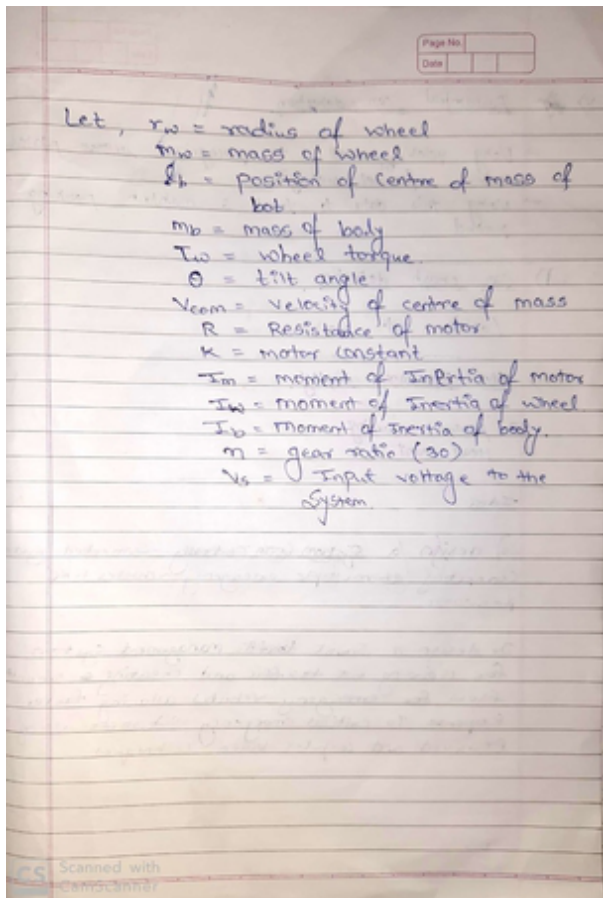 Page No.
Date
Let, rw = radius of wheel
mw = mass of wheel
lb = position of centre of mass of
bot.
mb = mass of body
Tw = wheel torque.
θ = tilt angle
Vcom = velocity of centre of mass
R = Resistance of motor
K = motor constant
Im = moment of Inertia of motor
Iw = moment of Inertia of wheel
Ib = moment of Inertia of body.
n = gear ratio (30)
Vs = Input voltage to the
System.
CS Scanned with
CamScanner